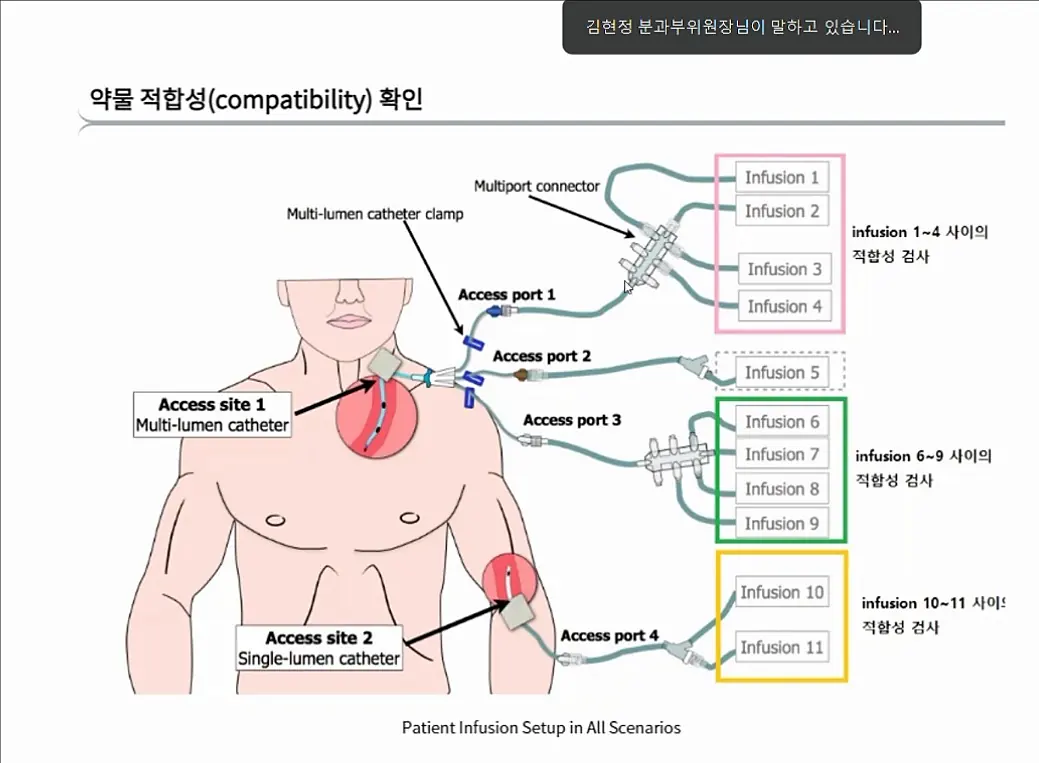 김현정 분과부위원장님이 말하고 있습니다...
약물 적합성(compatibility) 확인
Multiport connector
Multi-lumen catheter clamp
Infusion 1
Infusion 2
infusion 1~4 사이의
적합성 검사
Infusion 3
Infusion 4
Access port 1
Access port 2
Infusion 5
Access site 1
Multi-lumen catheter
Access port 3
Infusion 6
Infusion 7
infusion 6~9 사이의
적합성 검사
Infusion 8
Infusion 9
Infusion 10
infusion 10~11 사이의
적합성 검사
Access site 2
Single-lumen catheter
Access port 4
Infusion 11
Patient Infusion Setup in All Scenarios